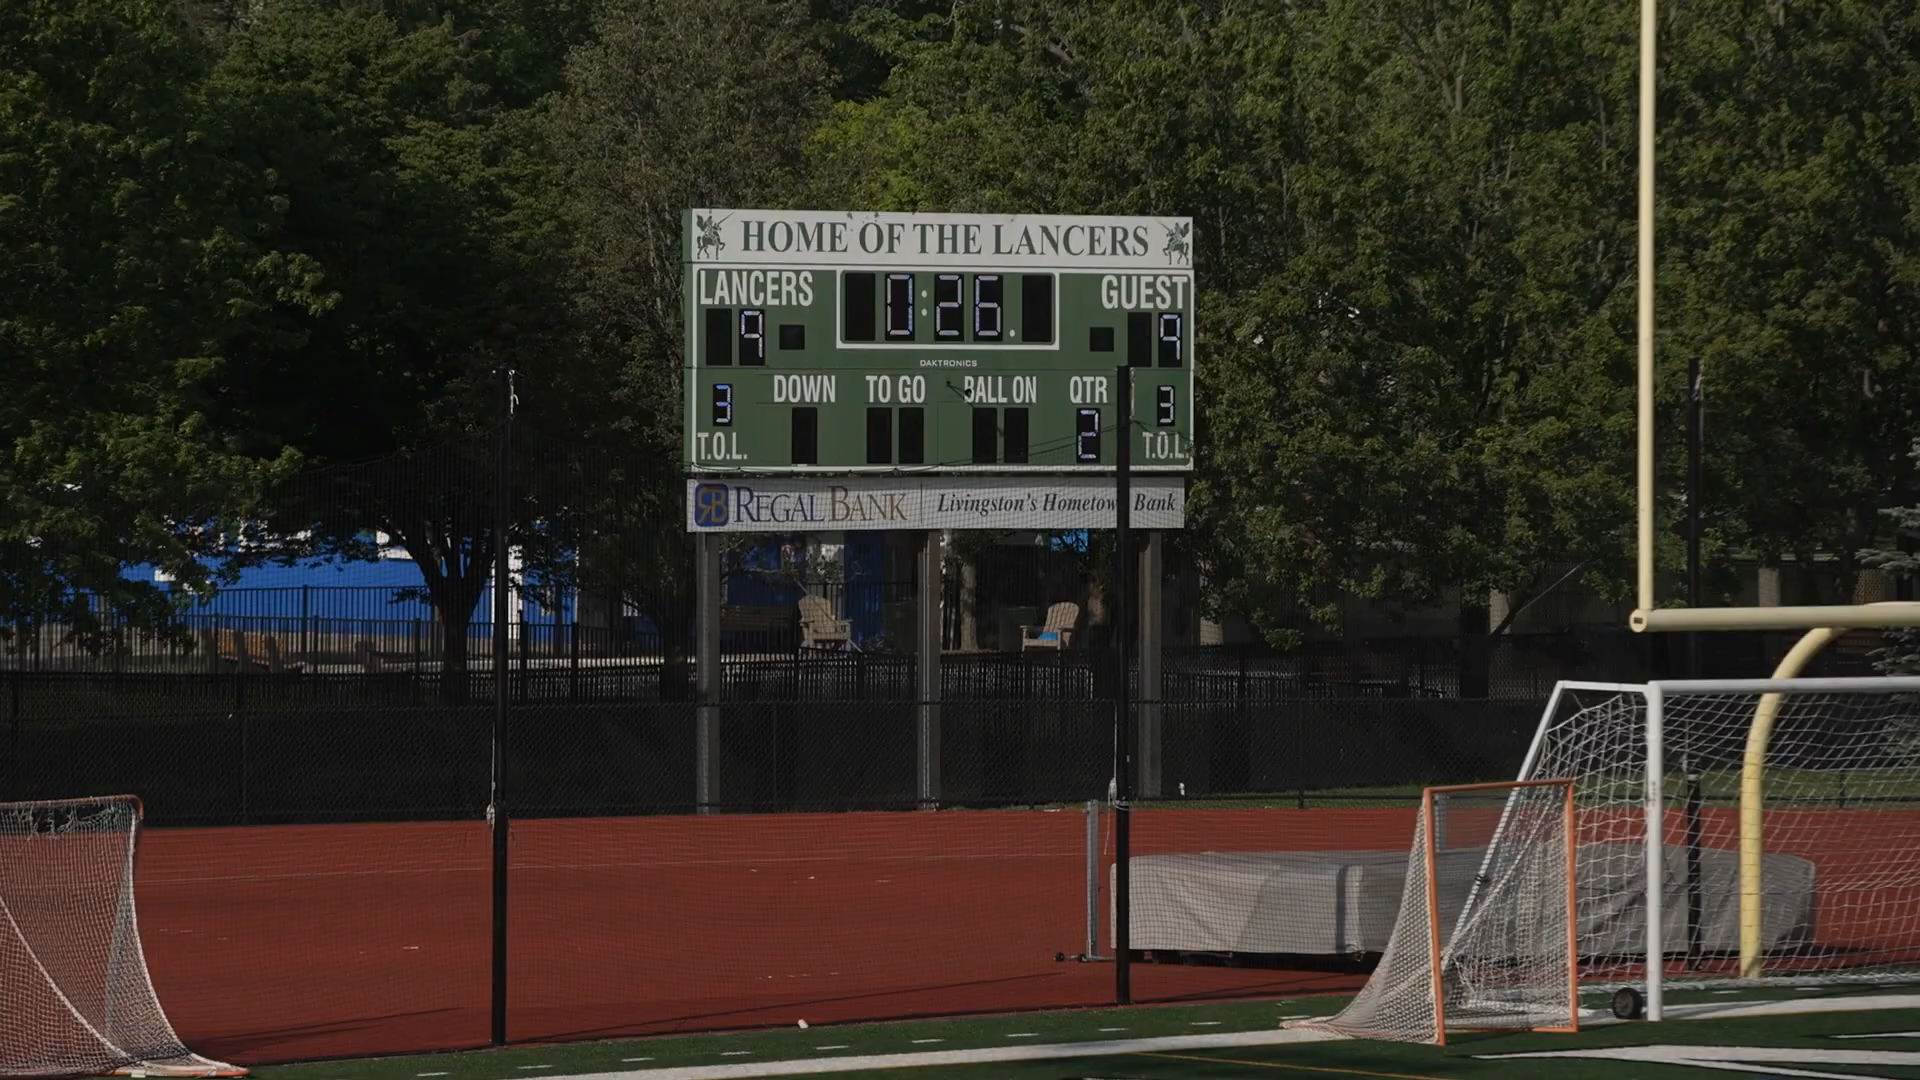 HOME OF THE LANCERS
LANCERS 0:26. GUEST
9 9
DAKTRONICS
3 DOWN TO GO BALL ON QTR 3
T.O.L. 2 T.O.L.
RB REGAL BANK Livingston's Hometown Bank